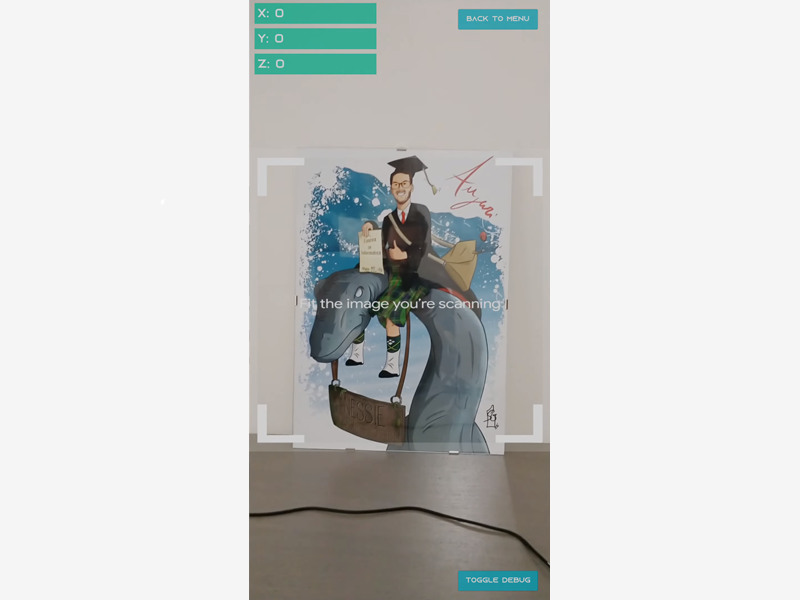 X: 0
BACK TO MENU
Y: 0
Z: 0
Auguri
Fit the image you're scanning.
NESSIE
TOGGLE DEBUG